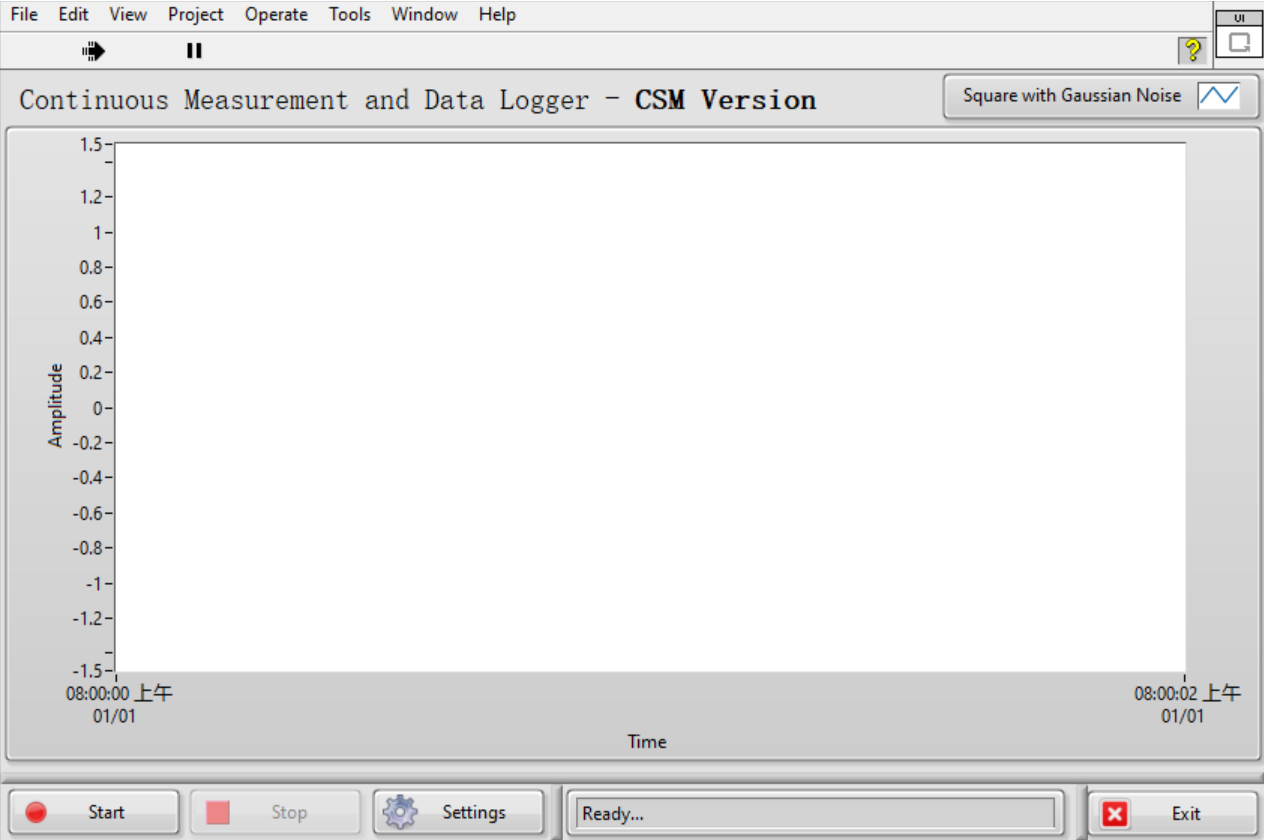 File Edit View Project Operate Tools Window Help
UI
?
Continuous Measurement and Data Logger - CSM Version
Square with Gaussian Noise
1.5
1.2
1
0.8
0.6
0.4
0.2
0
-0.2
-0.4
-0.6
-0.8
-1
-1.2
-1.5
Amplitude
08:00:00 上午
01/01
08:00:02 上午
01/01
Time
Start
Stop
Settings
Ready...
Exit